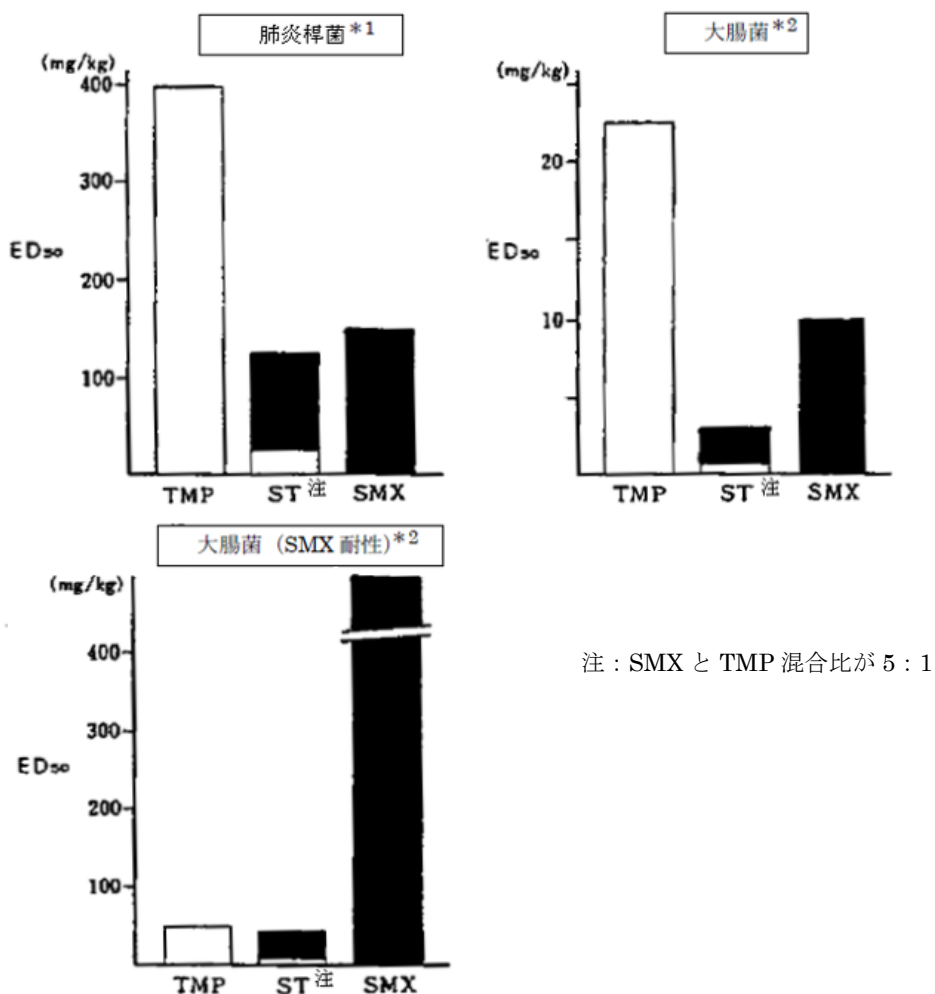 肺炎桿菌*1
(mg/kg)
400
300
ED50
200
100
TMP
ST注
SMX
大腸菌*2
(mg/kg)
20
ED50
10
TMP
ST注
SMX
大腸菌（SMX 耐性）*2
(mg/kg)
400
300
ED50
200
100
TMP
ST注
SMX
注：SMX と TMP 混合比が 5：1